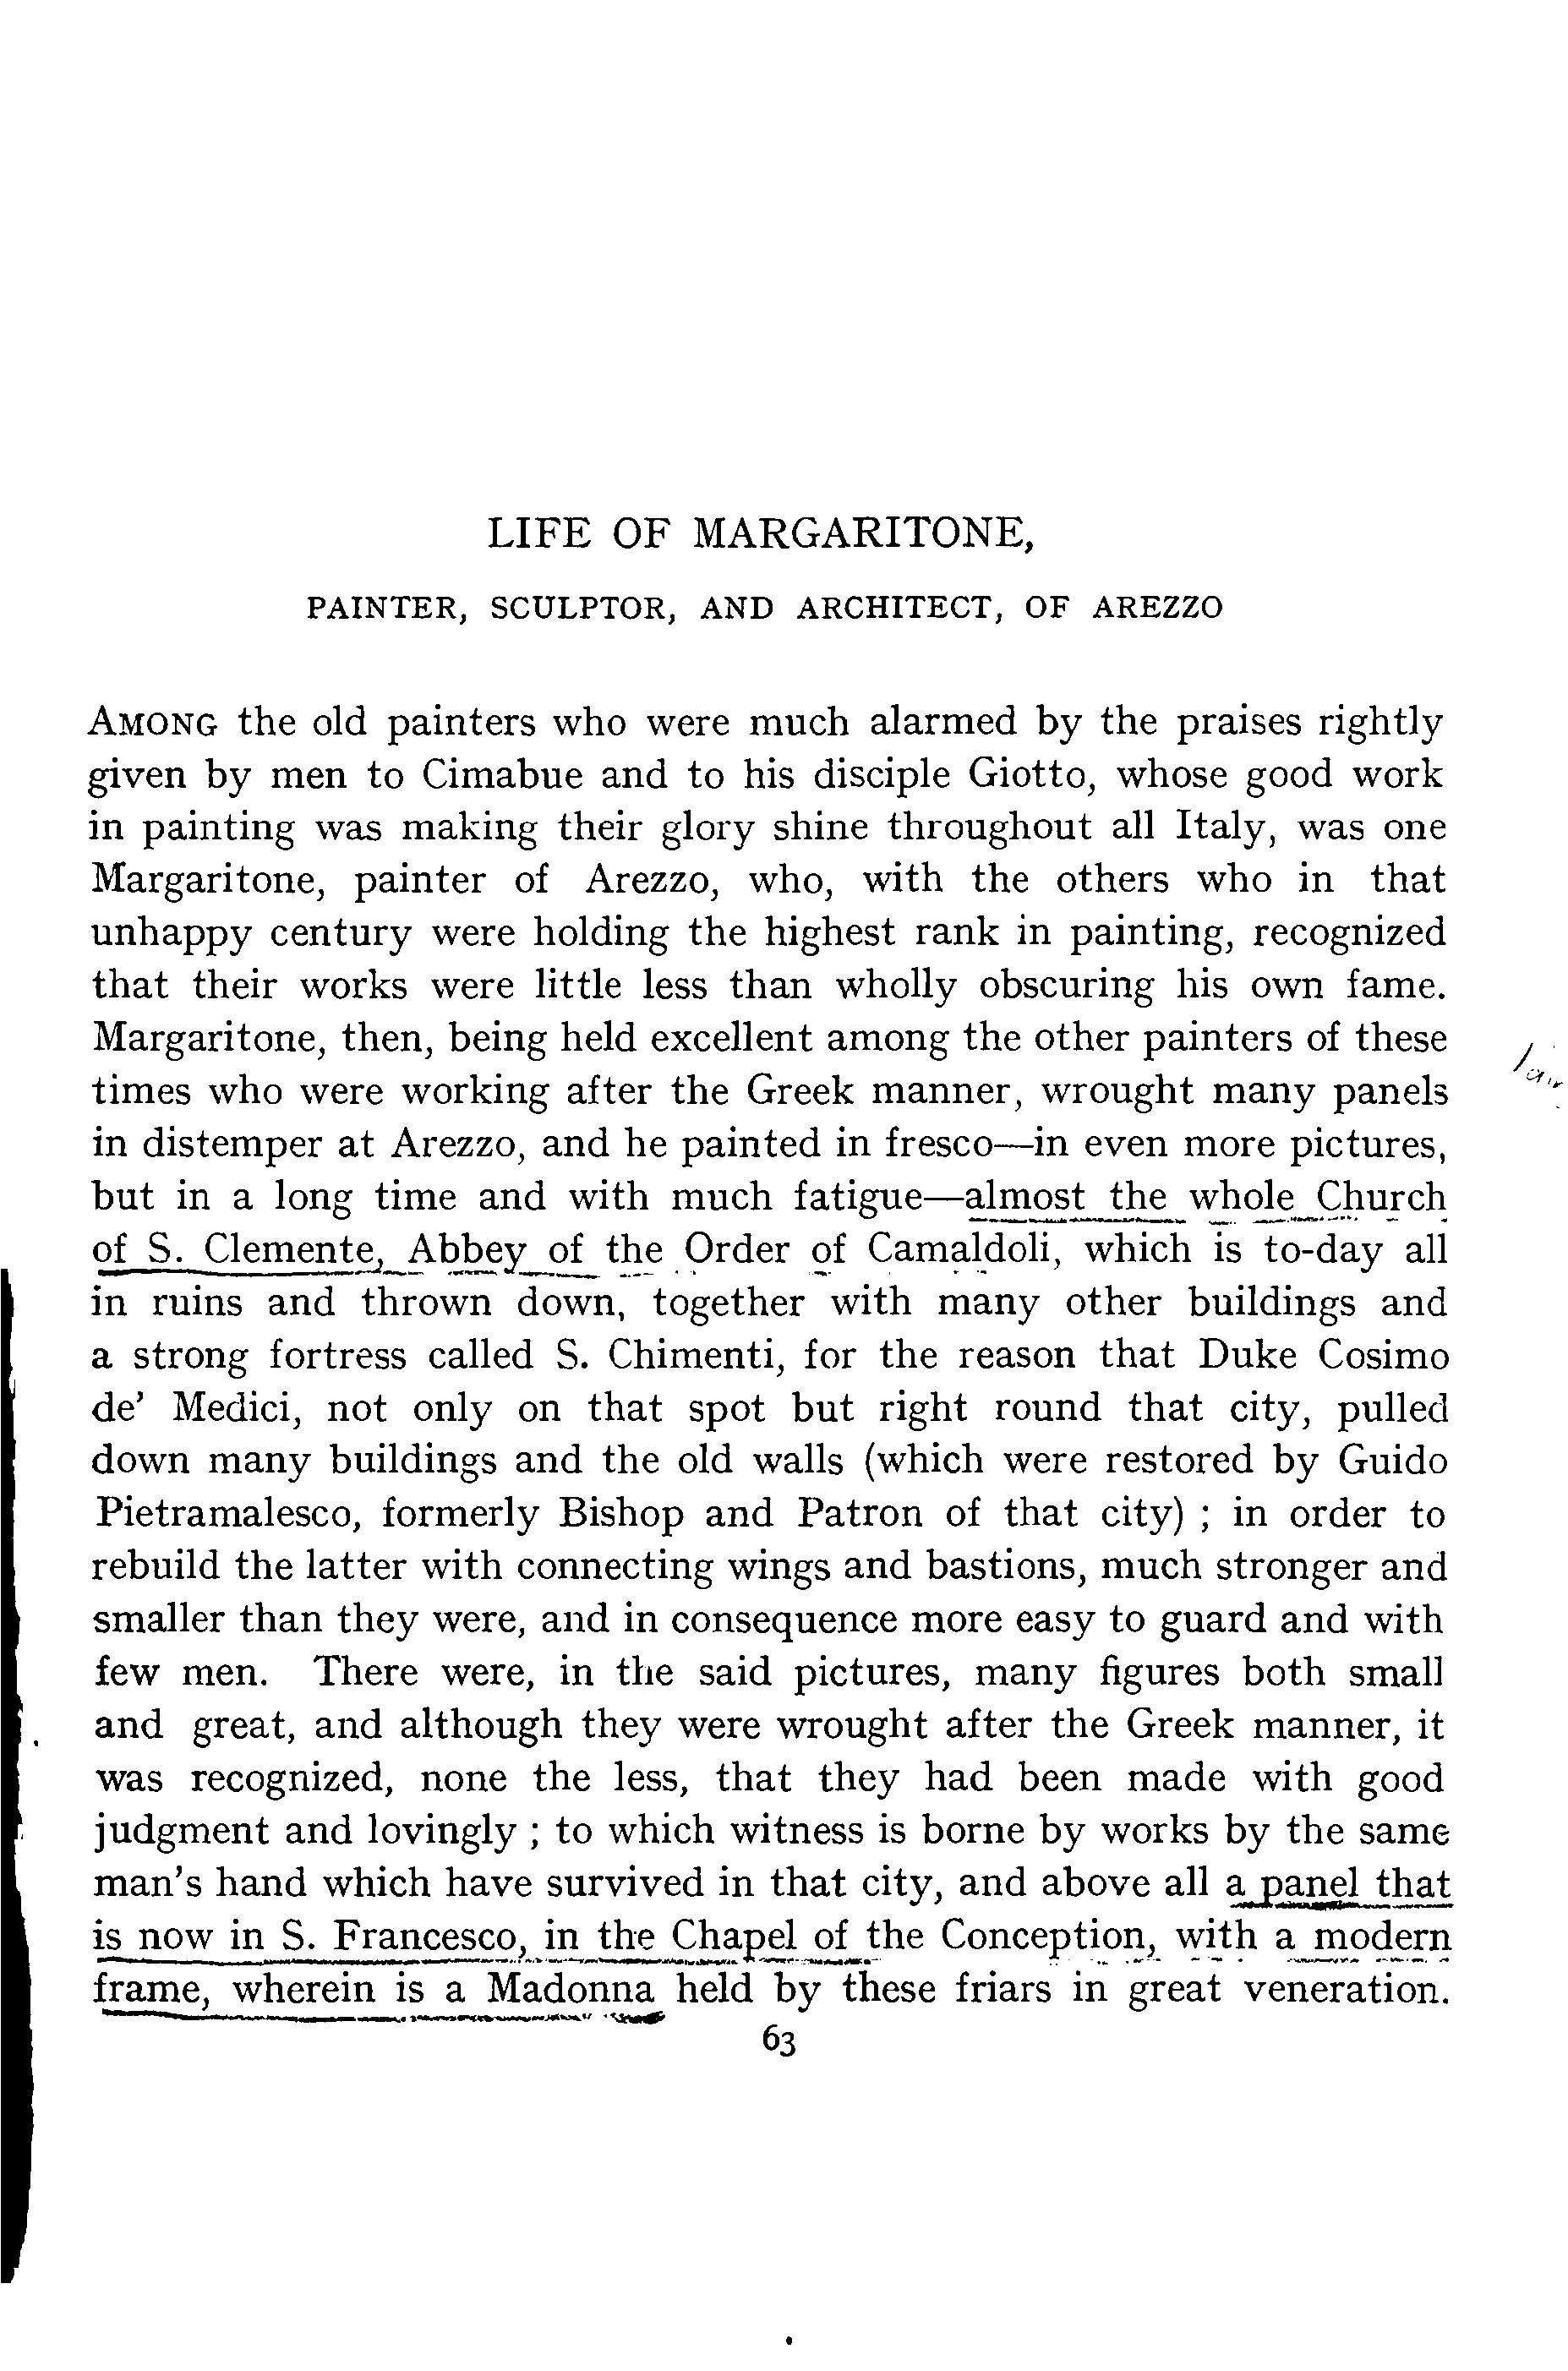 LIFE OF MARGARITONE,
PAINTER, SCULPTOR, AND ARCHITECT, OF AREZZO
AMONG the old painters who were much alarmed by the praises rightly
given by men to Cimabue and to his disciple Giotto, whose good work
in painting was making their glory shine throughout all Italy, was one
Margaritone, painter of Arezzo, who, with the others who in that
unhappy century were holding the highest rank in painting, recognized
that their works were little less than wholly obscuring his own fame.
Margaritone, then, being held excellent among the other painters of these
times who were working after the Greek manner, wrought many panels
in distemper at Arezzo, and he painted in fresco—in even more pictures,
but in a long time and with much fatigue—almost the whole Church
of S. Clemente, Abbey of the Order of Camaldoli, which is to-day all
in ruins and thrown down, together with many other buildings and
a strong fortress called S. Chimenti, for the reason that Duke Cosimo
de' Medici, not only on that spot but right round that city, pulled
down many buildings and the old walls (which were restored by Guido
Pietramalesco, formerly Bishop and Patron of that city) ; in order to
rebuild the latter with connecting wings and bastions, much stronger and
smaller than they were, and in consequence more easy to guard and with
few men. There were, in the said pictures, many figures both small
and great, and although they were wrought after the Greek manner, it
was recognized, none the less, that they had been made with good
judgment and lovingly ; to which witness is borne by works by the same
man's hand which have survived in that city, and above all a panel that
is now in S. Francesco, in the Chapel of the Conception, with a modern
frame, wherein is a Madonna held by these friars in great veneration.
63